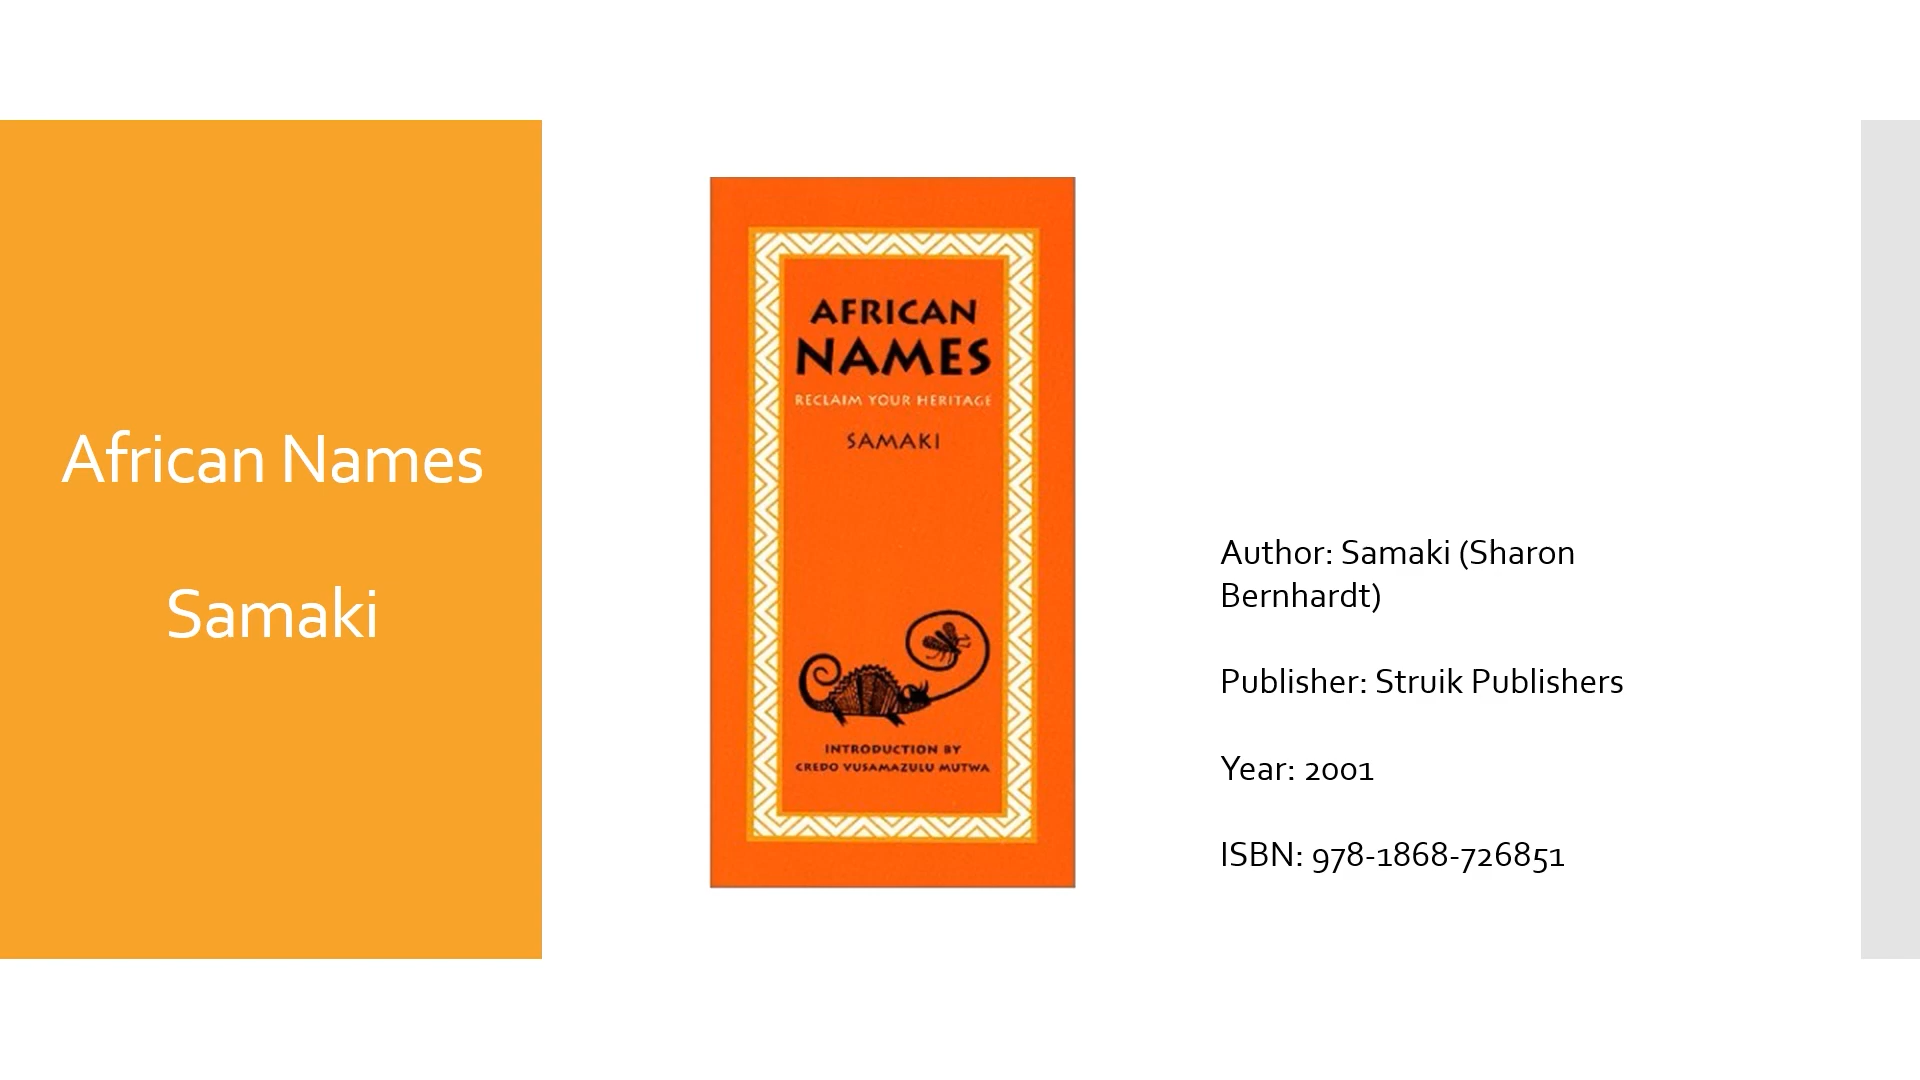 African Names
Samaki
AFRICAN
NAMES
RECLAIM YOUR HERITAGE
SAMAKI
INTRODUCTION BY
CREDO VUSAMAZULU MUTWA
Author: Samaki (Sharon
Bernhardt)
Publisher: Struik Publishers
Year: 2001
ISBN: 978-1868-726851